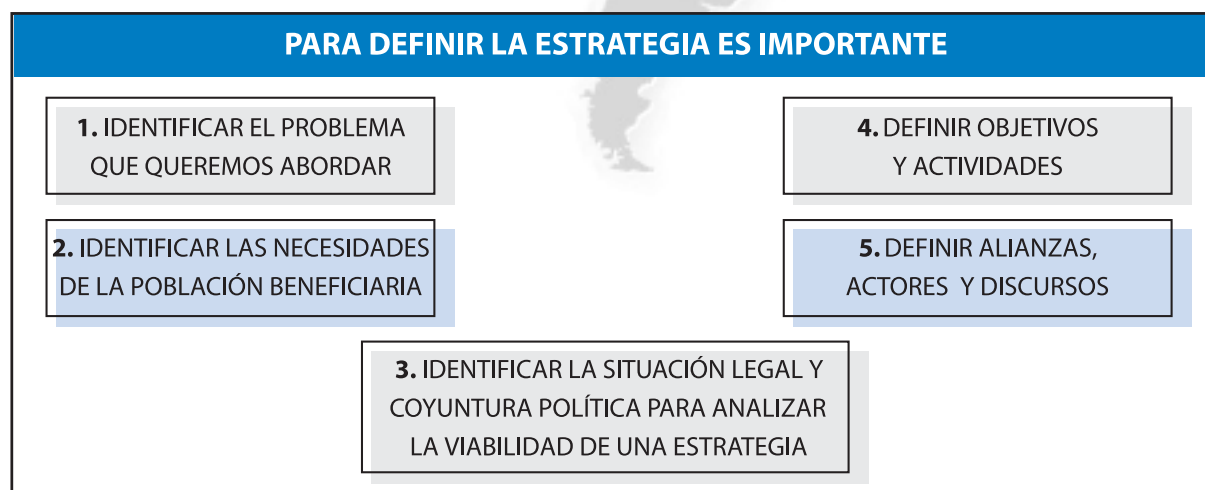 PARA DEFINIR LA ESTRATEGIA ES IMPORTANTE
1. IDENTIFICAR EL PROBLEMA
QUE QUEREMOS ABORDAR
2. IDENTIFICAR LAS NECESIDADES
DE LA POBLACIÓN BENEFICIARIA
3. IDENTIFICAR LA SITUACIÓN LEGAL Y
COYUNTURA POLÍTICA PARA ANALIZAR
LA VIABILIDAD DE UNA ESTRATEGIA
4. DEFINIR OBJETIVOS
Y ACTIVIDADES
5. DEFINIR ALIANZAS,
ACTORES Y DISCURSOS